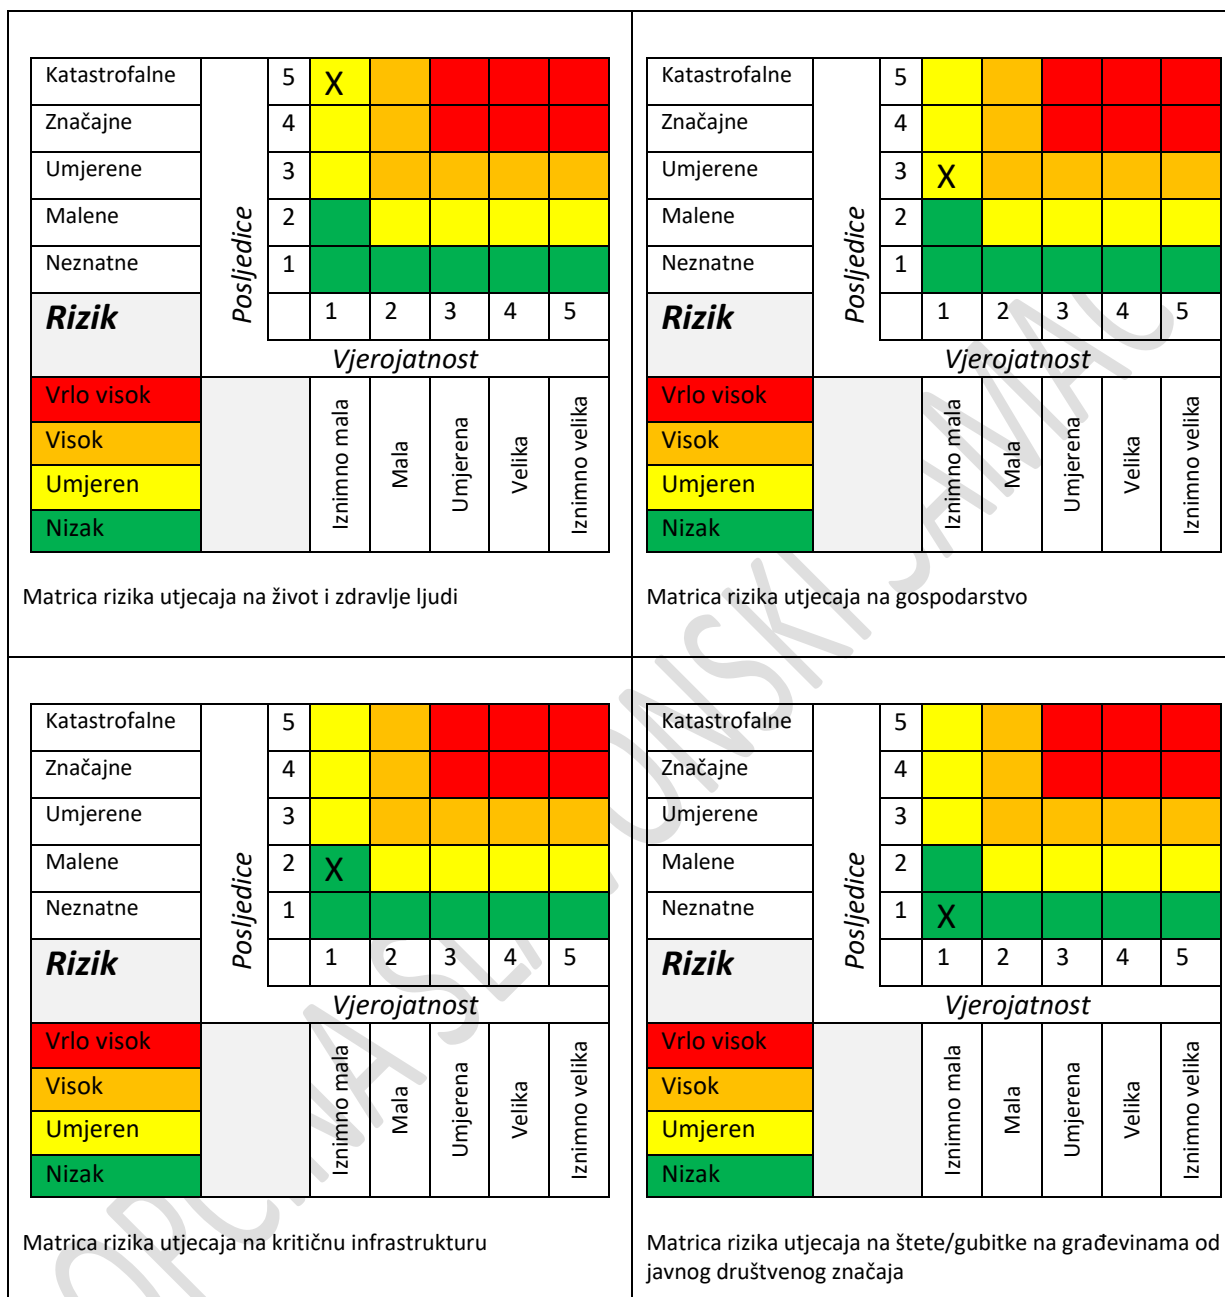 Katastrofalne 5 X
Značajne 4
Umjerene 3
Malene 2
Neznatne 1
Posljedice
Rizik 1 2 3 4 5
Vjerojatnost
Vrlo visok
Visok
Umjeren
Nizak
Iznimno mala
Mala
Umjerena
Velika
Iznimno velika
Matrica rizika utjecaja na život i zdravlje ljudi
Katastrofalne 5
Značajne 4
Umjerene 3 X
Malene 2
Neznatne 1
Posljedice
Rizik 1 2 3 4 5
Vjerojatnost
Vrlo visok
Visok
Umjeren
Nizak
Iznimno mala
Mala
Umjerena
Velika
Iznimno velika
Matrica rizika utjecaja na gospodarstvo
Katastrofalne 5
Značajne 4
Umjerene 3
Malene 2 X
Neznatne 1
Posljedice
Rizik 1 2 3 4 5
Vjerojatnost
Vrlo visok
Visok
Umjeren
Nizak
Iznimno mala
Mala
Umjerena
Velika
Iznimno velika
Matrica rizika utjecaja na kritičnu infrastrukturu
Katastrofalne 5
Značajne 4
Umjerene 3
Malene 2
Neznatne 1 X
Posljedice
Rizik 1 2 3 4 5
Vjerojatnost
Vrlo visok
Visok
Umjeren
Nizak
Iznimno mala
Mala
Umjerena
Velika
Iznimno velika
Matrica rizika utjecaja na štete/gubitke na građevinama od
javnog društvenog značaja